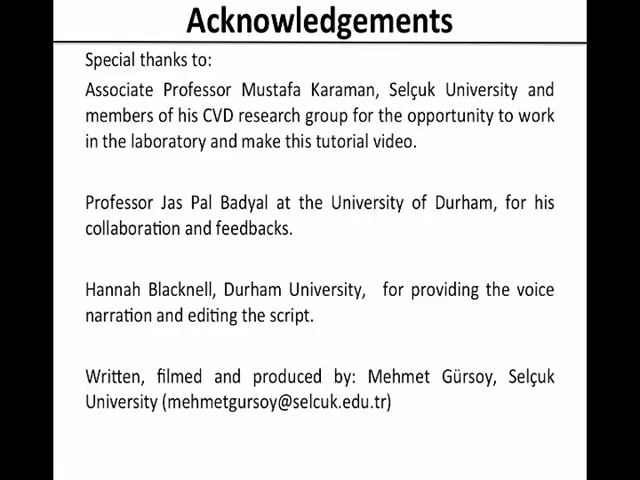 Acknowledgements
Special thanks to:
Associate Professor Mustafa Karaman, Selçuk University and
members of his CVD research group for the opportunity to work
in the laboratory and make this tutorial video.
Professor Jas Pal Badyal at the University of Durham, for his
collaboration and feedbacks.
Hannah Blacknell, Durham University, for providing the voice
narration and editing the script.
Written, filmed and produced by: Mehmet Gürsoy, Selçuk
University (mehmetgursoy@selcuk.edu.tr)